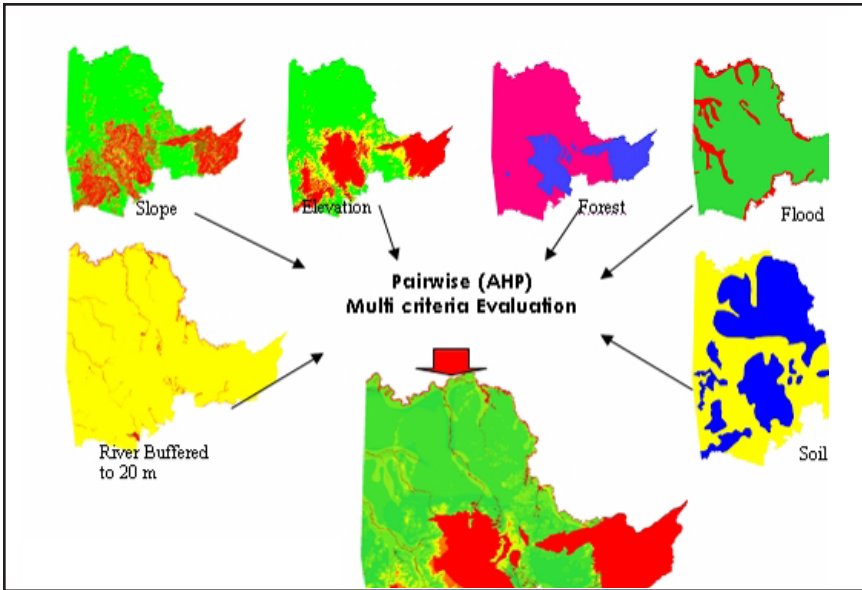 Slope
Elevation
Forest
Flood
Pairwise (AHP)
Multi criteria Evaluation
River Buffered
to 20 m
Soil